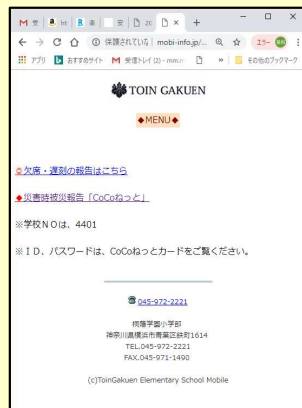 保護されていな
mobi-info.jp/...
エラー
アプリ
おすすめサイト
受信トレイ (2) - mm.n
その他のブックマーク
TOIN GAKUEN
◆MENU◆
◎欠席・遅刻の報告はこちら
◆災害時被災報告「CoCoねっと」
※学校ＮＯは、4401
※ＩＤ、パスワードは、CoCoねっとカードをご覧ください。
045-972-2221
桐蔭学園小学部
神奈川県横浜市青葉区鉄町1614
TEL.045-972-2221
FAX.045-971-1490
(c)ToinGakuen Elementary School Mobile